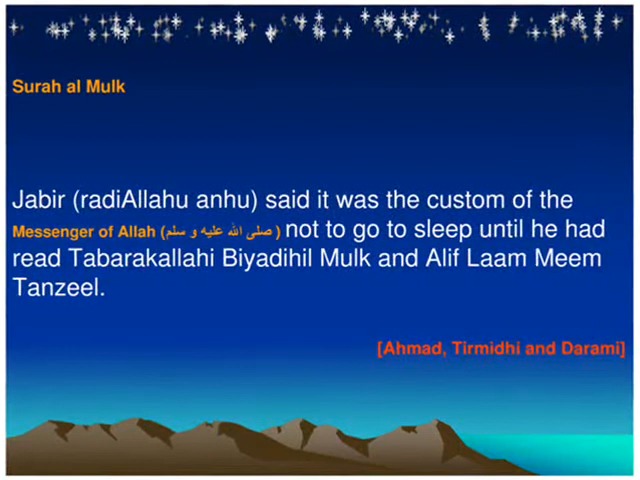 Surah al Mulk
Jabir (radiAllahu anhu) said it was the custom of the
Messenger of Allah (صلى الله عليه و سلم ) not to go to sleep until he had
read Tabarakallahi Biyadihil Mulk and Alif Laam Meem
Tanzeel.
[Ahmad, Tirmidhi and Darami]